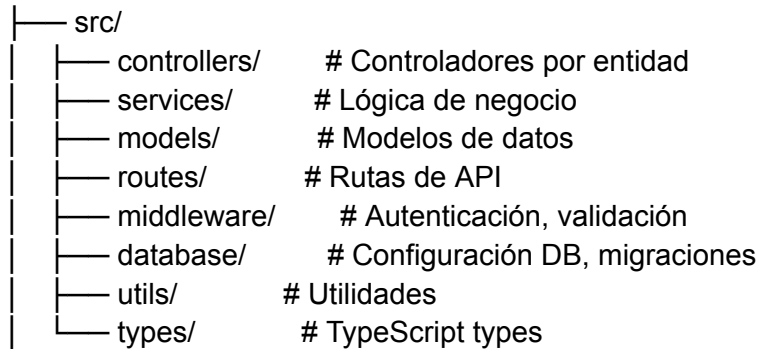 ├── src/
│ ├── controllers/ # Controladores por entidad
│ ├── services/ # Lógica de negocio
│ ├── models/ # Modelos de datos
│ ├── routes/ # Rutas de API
│ ├── middleware/ # Autenticación, validación
│ ├── database/ # Configuración DB, migraciones
│ ├── utils/ # Utilidades
│ └── types/ # TypeScript types